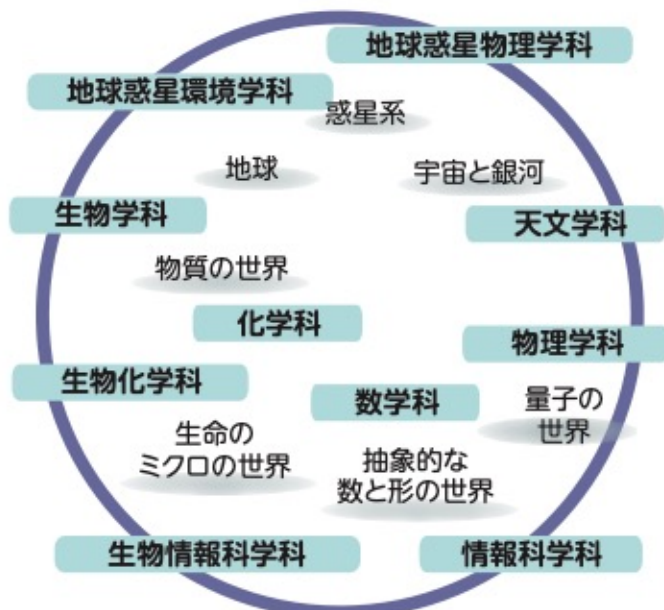 地球惑星物理学科
地球惑星環境学科
惑星系
地球
宇宙と銀河
生物学科
天文学科
物質の世界
化学科
物理学科
生物化学科
数学科
量子の
世界
生命の
ミクロの世界
抽象的な
数と形の世界
生物情報科学科
情報科学科